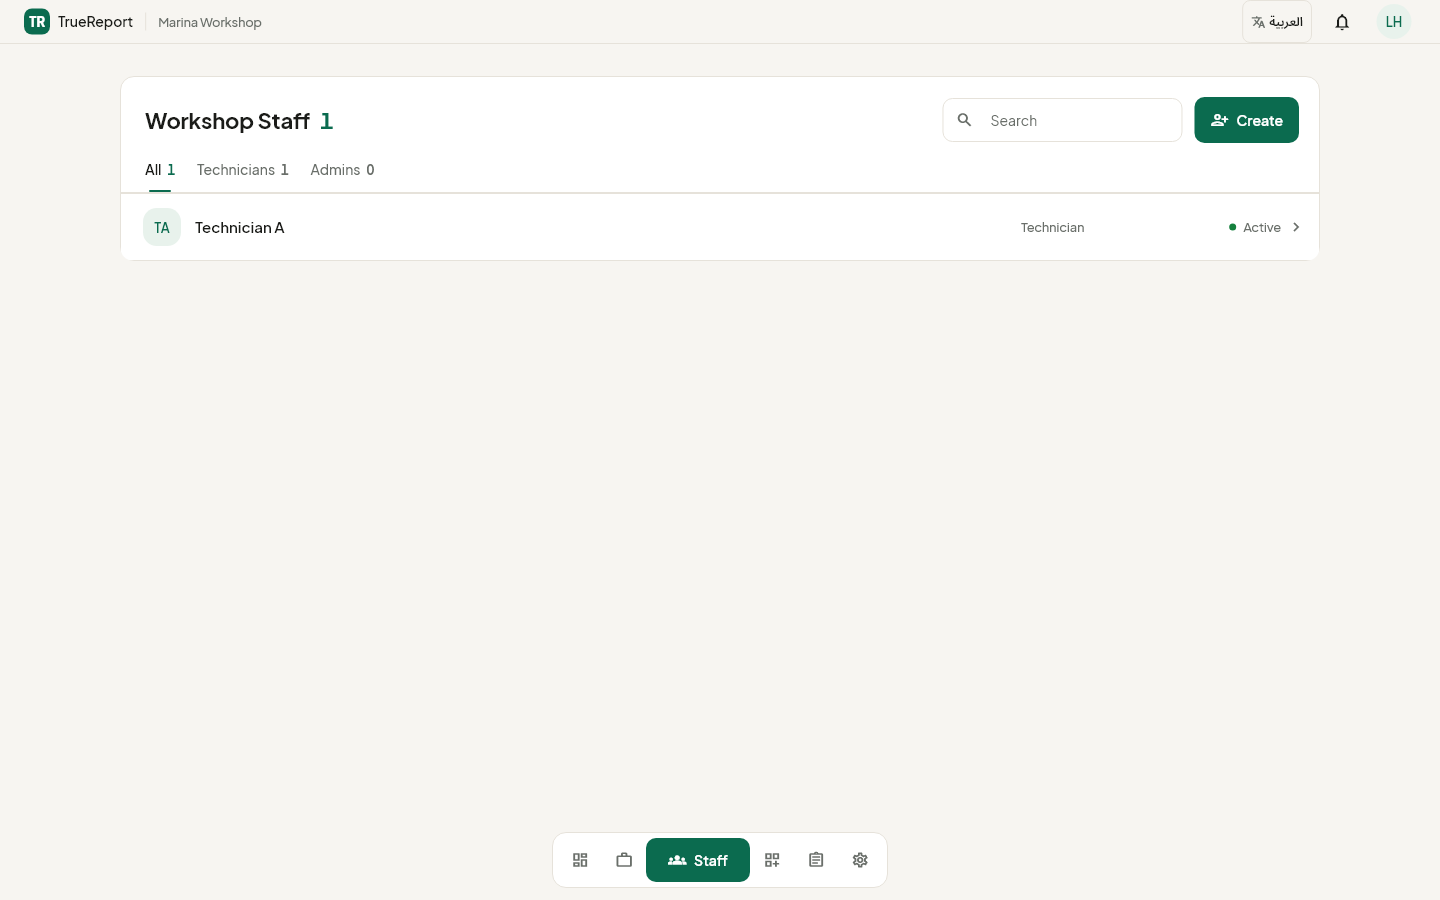 TR TrueReport Marina Workshop العربية LH
Workshop Staff 1 Search Create
All 1 Technicians 1 Admins 0
TA Technician A Technician Active
Staff